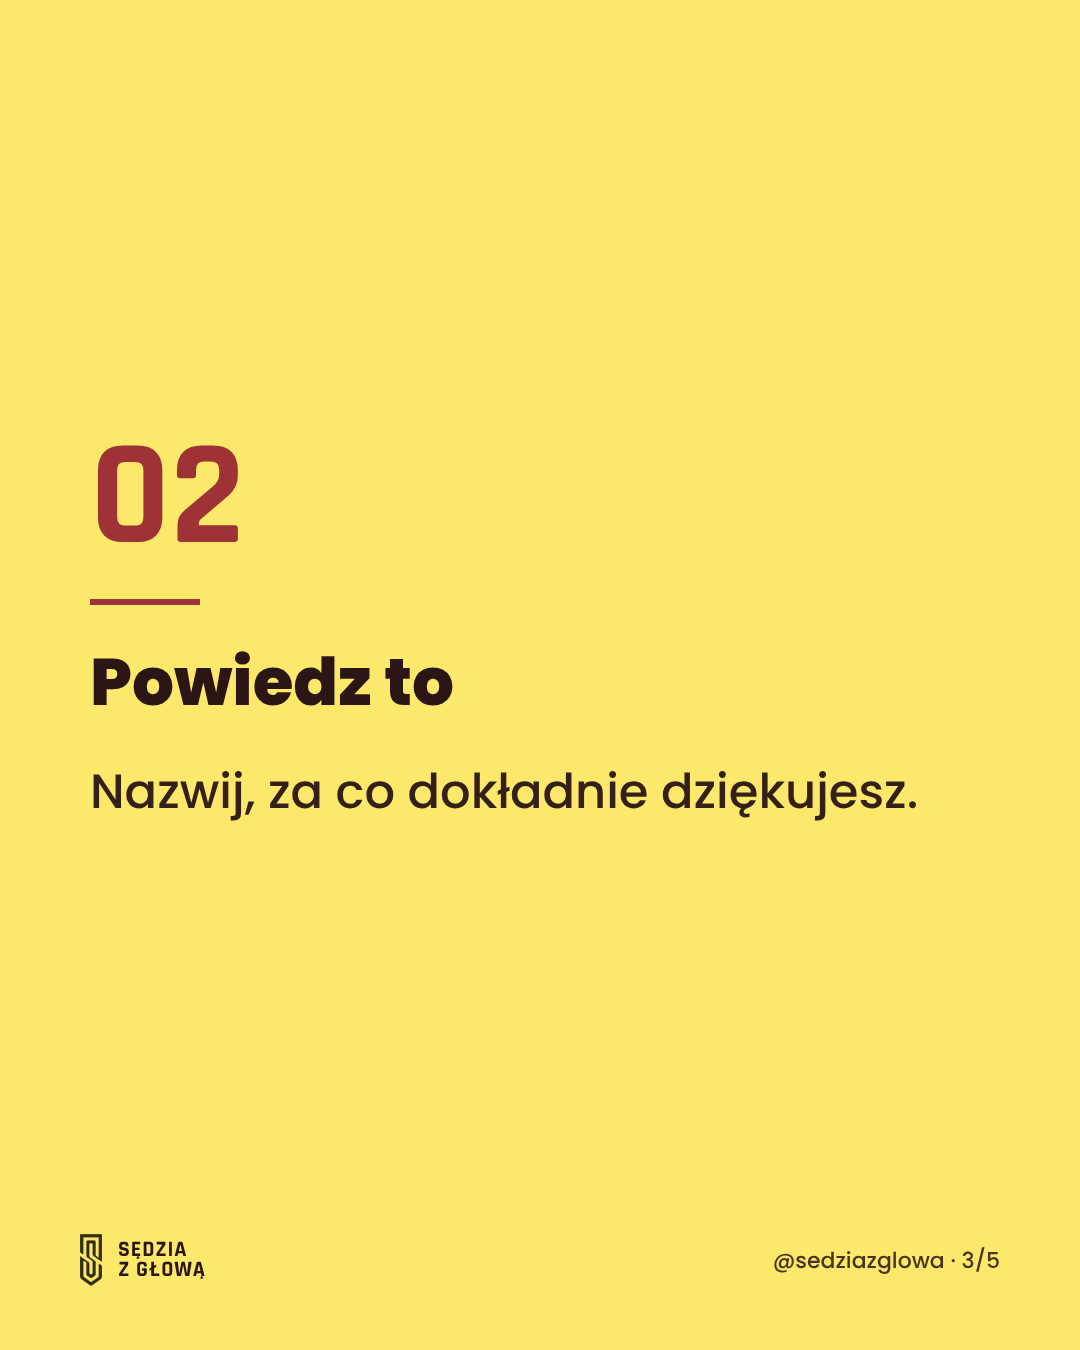 02
Powiedz to
Nazwij, za co dokładnie dziękujesz.
SĘDZIA
Z GŁOWĄ
@sedziazglowa · 3/5